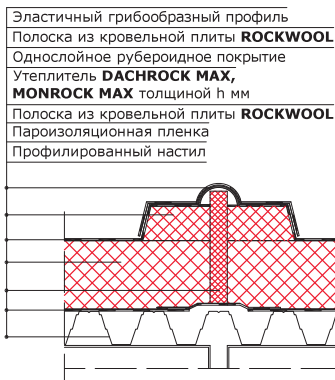 Эластичный грибообразный профиль
Полоска из кровельной плиты ROCKWOOL
Однослойное рубероидное покрытие
Утеплитель DACHROCK MAX,
MONROCK MAX толщиной h мм
Полоска из кровельной плиты ROCKWOOL
Пароизоляционная пленка
Профилированный настил